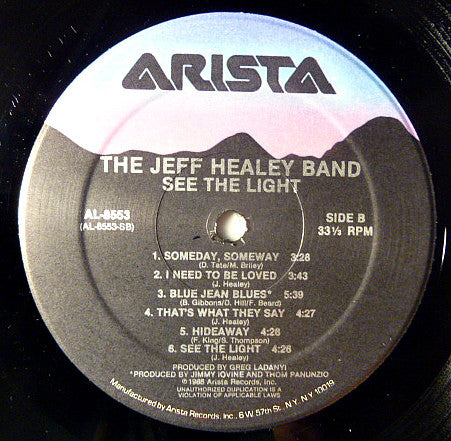 ARISTA
THE JEFF HEALEY BAND
SEE THE LIGHT
AL-8553
(AL-8553-SB)
SIDE B
33⅓ RPM
1. SOMEDAY, SOMEWAY 3:28
(D. Tate/M. Briley)
2. I NEED TO BE LOVED 3:43
(J. Healey)
3. BLUE JEAN BLUES* 5:39
(B. Gibbons/D. Hill/F. Beard)
4. THAT'S WHAT THEY SAY 4:27
(J. Healey)
5. HIDEAWAY 4:26
(F. King/S. Thompson)
6. SEE THE LIGHT 4:26
(J. Healey)
PRODUCED BY GREG LADANYI
*PRODUCED BY JIMMY IOVINE AND THOM PANUNZIO
℗1988 Arista Records, Inc.
UNAUTHORIZED DUPLICATION IS A
VIOLATION OF APPLICABLE LAWS
Manufactured by Arista Records, Inc., 6 W 57th St., N.Y. N.Y. 10019